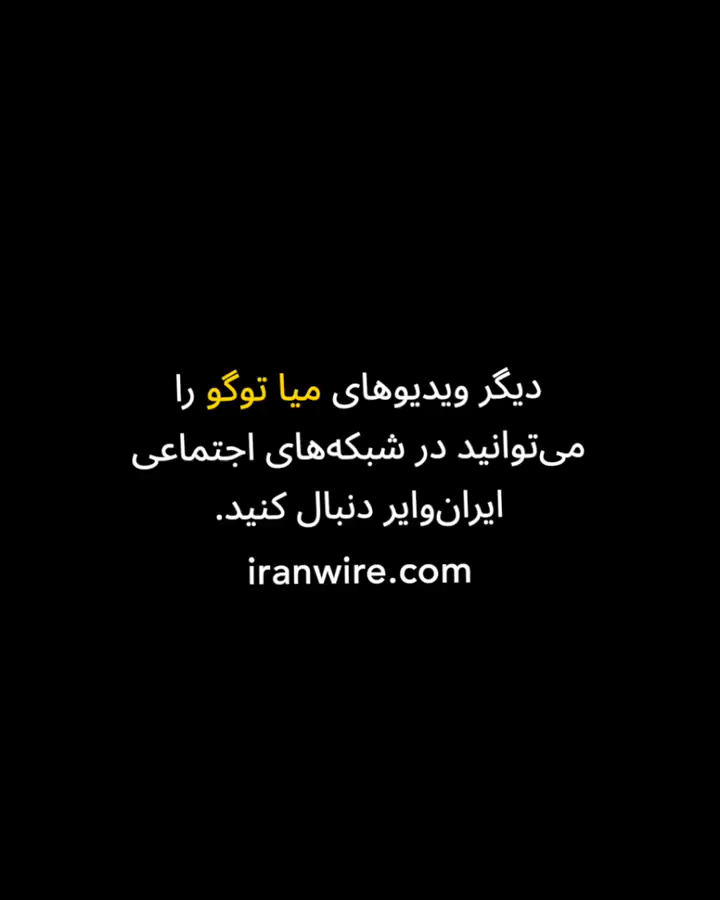 دیگر ویدیوهای میا توگو را
می‌توانید در شبکه‌های اجتماعی
ایران‌وایر دنبال کنید.
iranwire.com